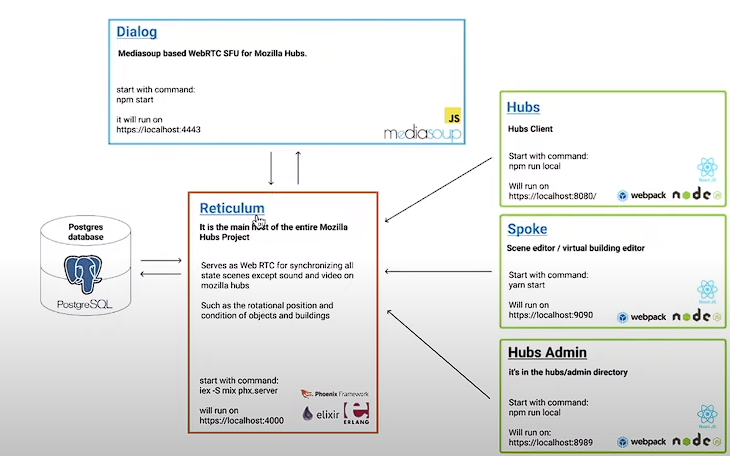 Dialog
Mediasoup based WebRTC SFU for Mozilla Hubs.
start with command:
npm start
it will run on
https://localhost:4443
JS
mediasoup
Hubs
Hubs Client
Start with command:
npm run local
Will run on
https://localhost:8080/
React JS
webpack
node
JS
Reticulum
It is the main host of the entire Mozilla
Hubs Project
Serves as Web RTC for synchronizing all
state scenes except sound and video on
mozilla hubs
Such as the rotational position and
condition of objects and buildings
start with command:
iex -S mix phx.server
will run on
https://localhost:4000
Phoenix Framework
elixir
ERLANG
Postgres
database
PostgreSQL
Spoke
Scene editor / virtual building editor
Start with command:
yarn start
Will run on
https://localhost:9090
React JS
webpack
node
JS
Hubs Admin
it's in the hubs/admin directory
Start with command:
npm run local
Will run on:
https://localhost:8989
React JS
webpack
node
JS